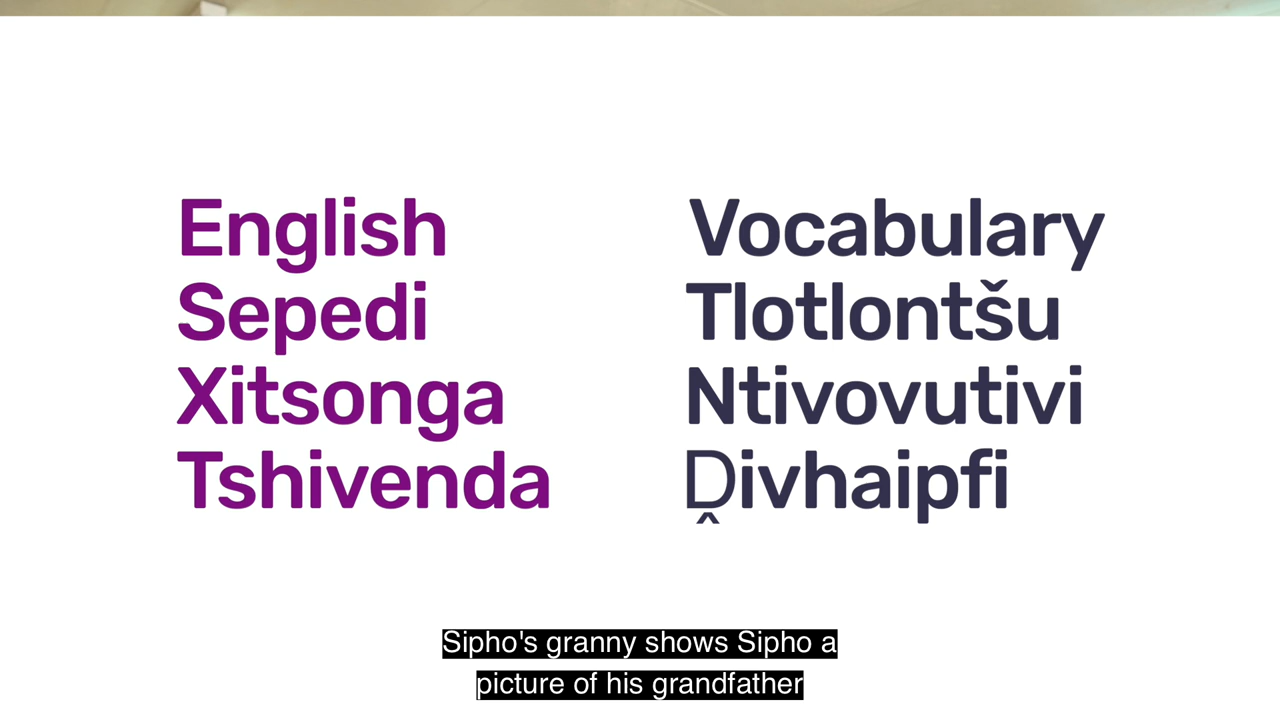 English Vocabulary
Sepedi Tlotlontšu
Xitsonga Ntivovutivi
Tshivenda Ḓivhaipfi
Sipho's granny shows Sipho a
picture of his grandfather